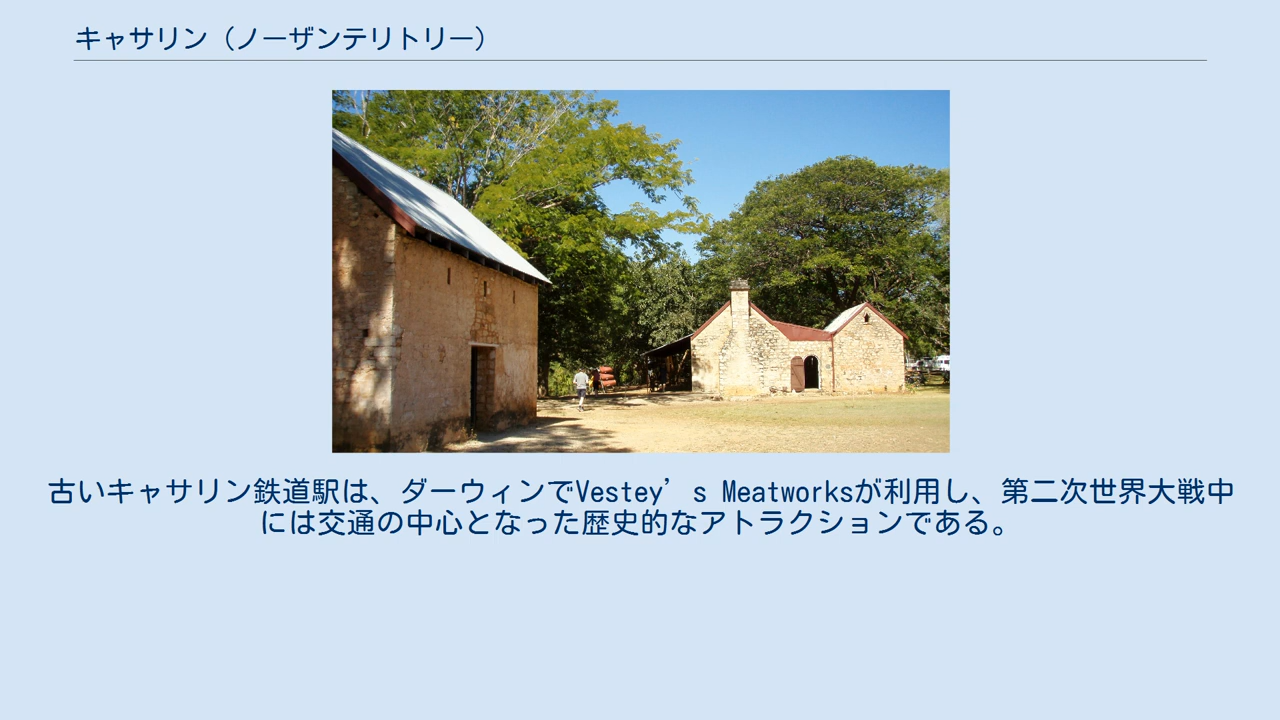 キャサリン（ノーザンテリトリー）
古いキャサリン鉄道駅は、ダーウィンでVestey’s Meatworksが利用し、第二次世界大戦中
には交通の中心となった歴史的なアトラクションである。